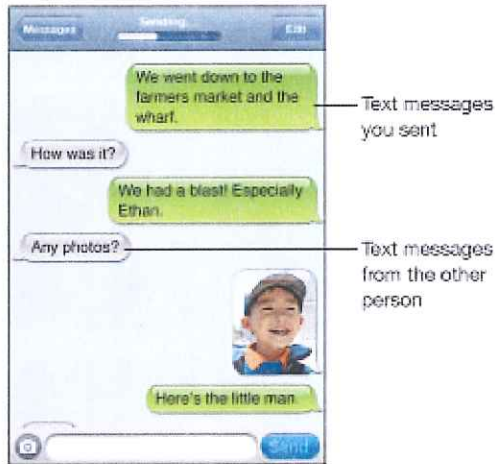 Messages
Sending...
Edit
We went down to the
farmers market and the
wharf.
Text messages
you sent
How was it?
We had a blast! Especially
Ethan.
Any photos?
Text messages
from the other
person
Here's the little man.
Send